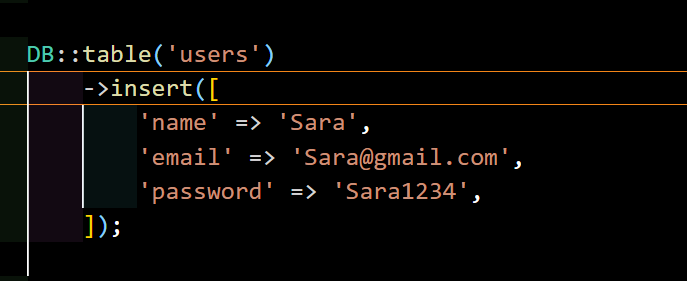 DB::table('users')
->insert([
'name' => 'Sara',
'email' => 'Sara@gmail.com',
'password' => 'Sara1234',
]);